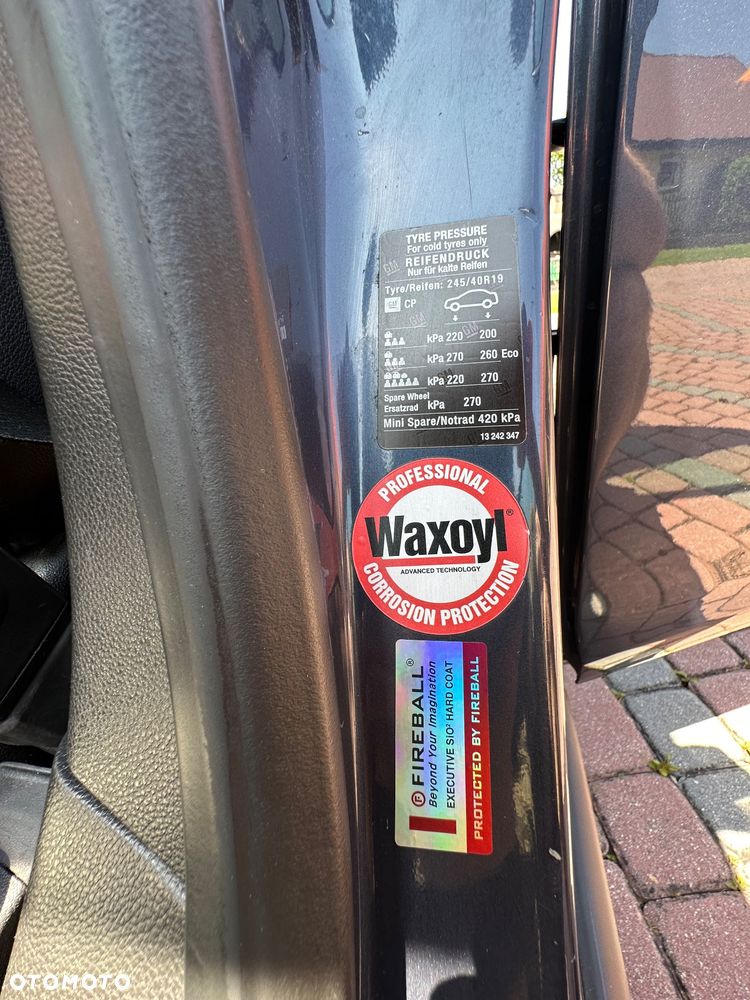 TYRE PRESSURE
For cold tyres only
REIFENDRUCK
Nur für kalte Reifen
Tyre/Reifen: 245/40R19
GM CP
kPa 220 200
kPa 270 260 Eco
kPa 220 270
Spare Wheel
Ersatzrad kPa 270
Mini Spare/Notrad 420 kPa
13 242 347
PROFESSIONAL
Waxoyl®
ADVANCED TECHNOLOGY
CORROSION PROTECTION
FIREBALL®
Beyond Your Imagination
EXECUTIVE SIO² HARD COAT
PROTECTED BY FIREBALL
OTOMOTO